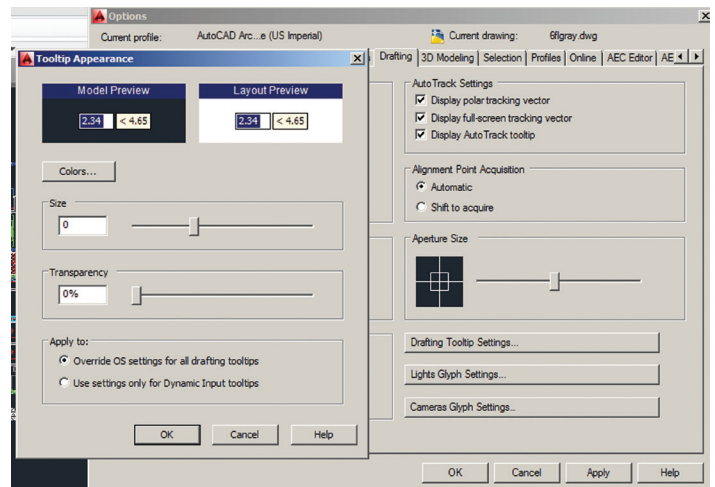 Options
Current profile: AutoCAD Arc...e (US Imperial) Current drawing: 6flgray.dwg
Drafting 3D Modeling Selection Profiles Online AEC Editor AE
Tooltip Appearance
Model Preview
2.34 < 4.65
Layout Preview
2.34 < 4.65
Colors...
Size
0
Transparency
0%
Apply to:
Override OS settings for all drafting tooltips
Use settings only for Dynamic Input tooltips
OK Cancel Help
AutoTrack Settings
Display polar tracking vector
Display full-screen tracking vector
Display AutoTrack tooltip
Alignment Point Acquisition
Automatic
Shift to acquire
Aperture Size
Drafting Tooltip Settings...
Lights Glyph Settings...
Cameras Glyph Settings...
OK Cancel Apply Help